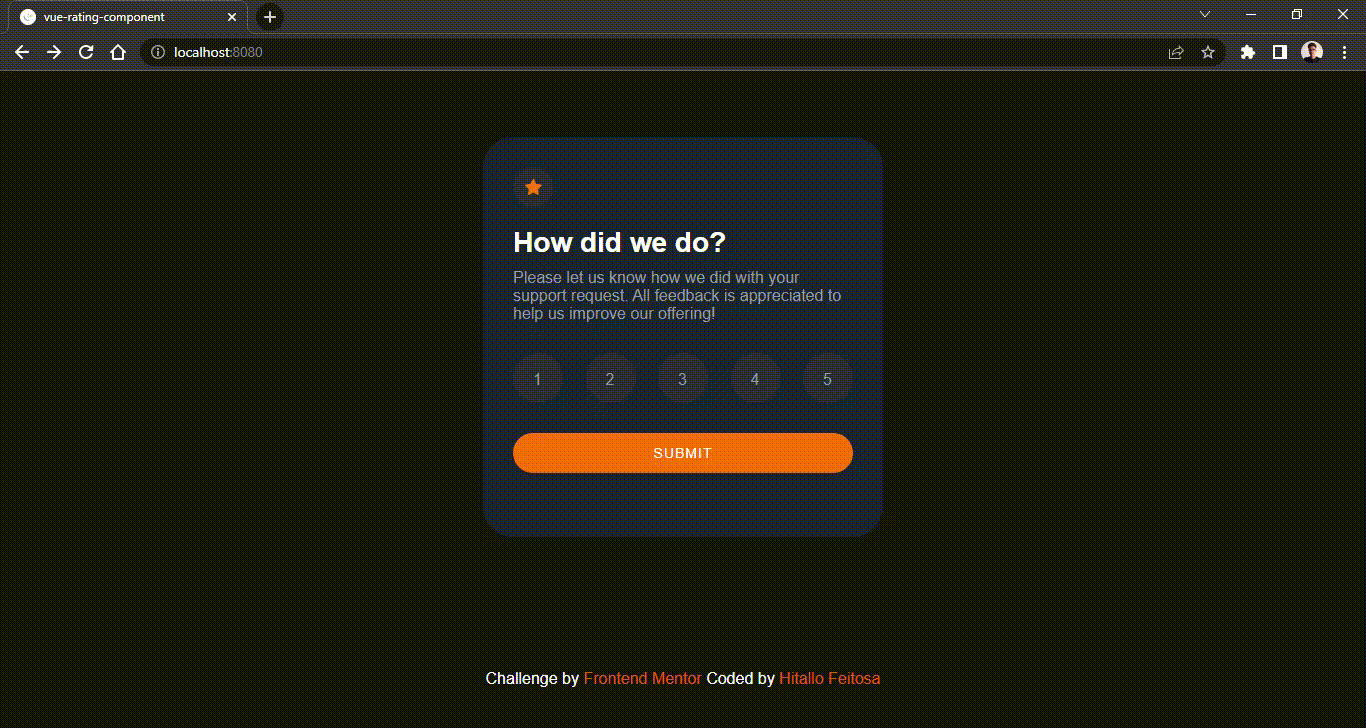 vue-rating-component
localhost:8080
How did we do?
Please let us know how we did with your
support request. All feedback is appreciated to
help us improve our offering!
1 2 3 4 5
SUBMIT
Challenge by Frontend Mentor Coded by Hitallo Feitosa